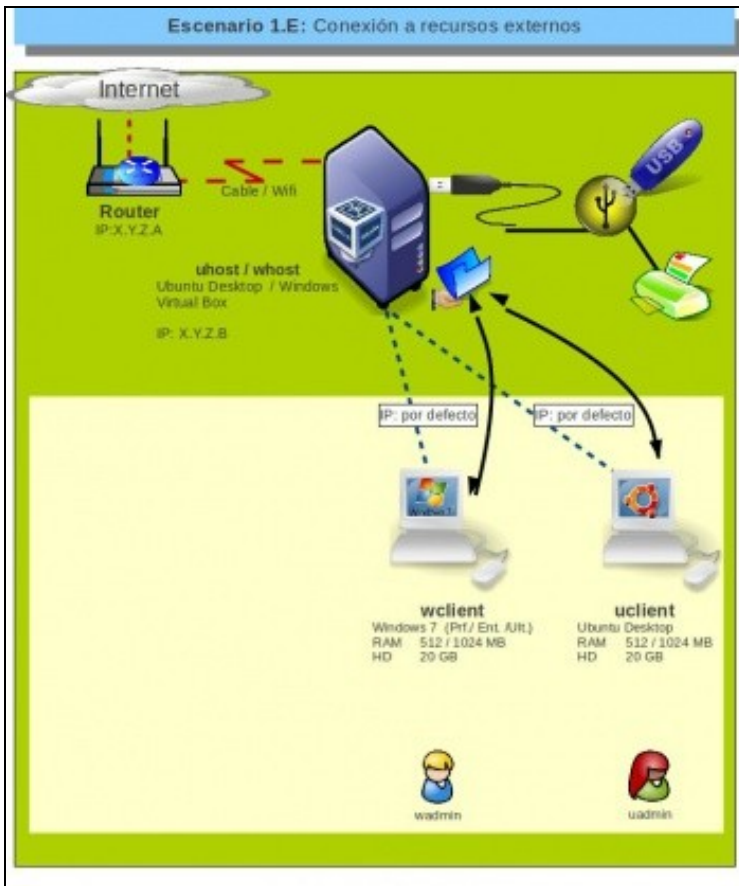 Escenario 1.E: Conexión a recursos externos
Internet
Cable / Wifi
Router
IP:X.Y.Z.A
USB
uhost / whost
Ubuntu Desktop / Windows
Virtual Box
IP: X.Y.Z.B
IP: por defecto
IP: por defecto
Windows 7
wclient
Windows 7 (Prf./ Ent. /Ult.)
RAM 512 / 1024 MB
HD 20 GB
uclient
Ubuntu Desktop
RAM 512 / 1024 MB
HD 20 GB
wadmin
uadmin